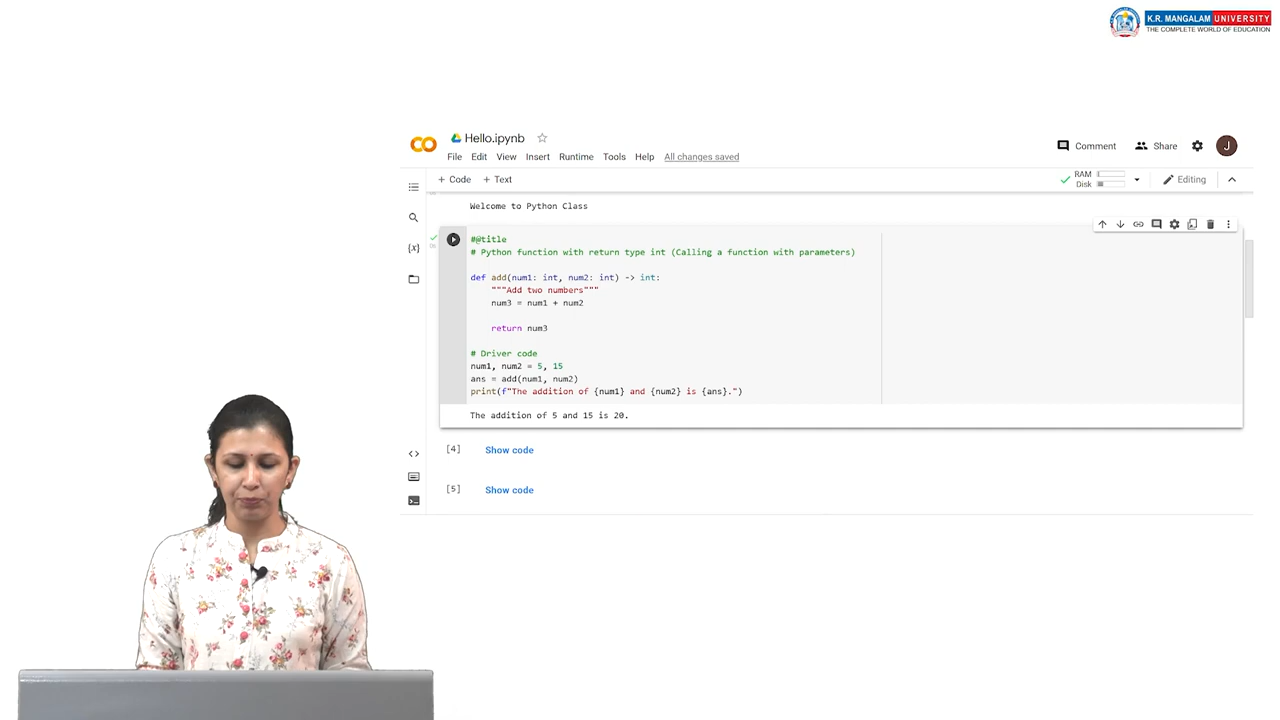 K.R. MANGALAM UNIVERSITY
THE COMPLETE WORLD OF EDUCATION
Hello.ipynb
File Edit View Insert Runtime Tools Help All changes saved
Comment Share J
+ Code + Text
RAM
Disk
Editing
Welcome to Python Class
#@title
# Python function with return type int (Calling a function with parameters)
def add(num1: int, num2: int) -> int:
"""Add two numbers"""
num3 = num1 + num2
return num3
# Driver code
num1, num2 = 5, 15
ans = add(num1, num2)
print(f"The addition of {num1} and {num2} is {ans}.")
The addition of 5 and 15 is 20.
[4] Show code
[5] Show code